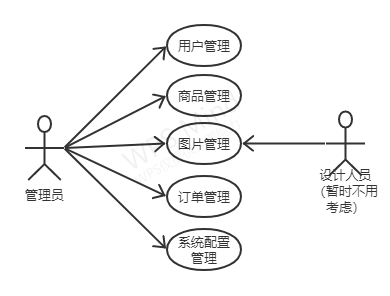 用户管理
商品管理
图片管理
管理员
设计人员
（暂时不用
考虑）
订单管理
系统配置
管理